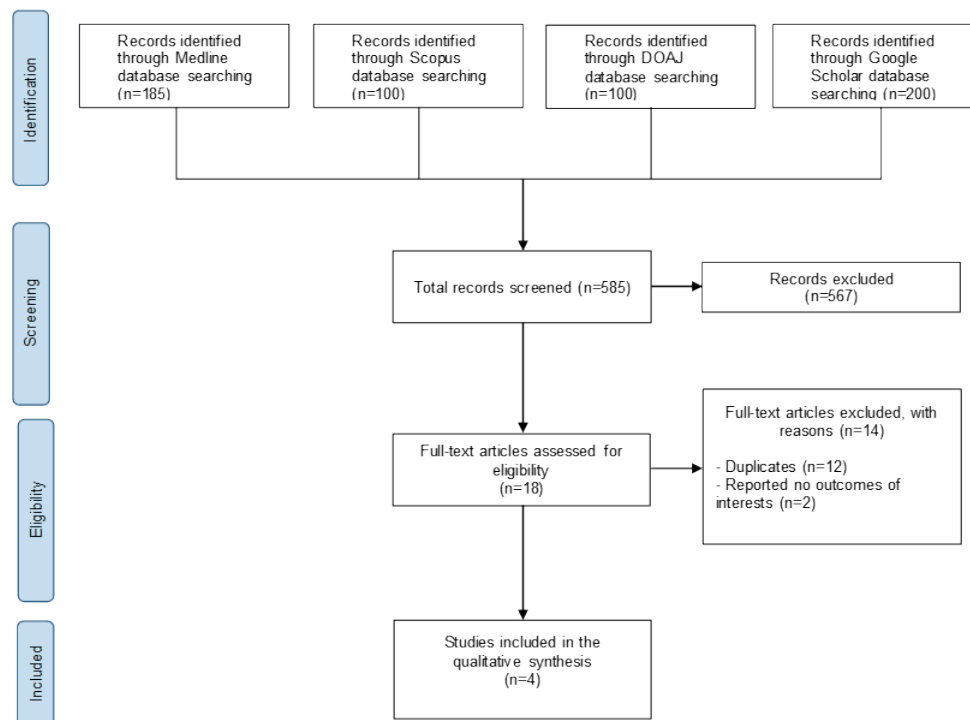 Identification
Records identified
through Medline
database searching
(n=185)
Records identified
through Scopus
database searching
(n=100)
Records identified
through DOAJ
database searching
(n=100)
Records identified
through Google
Scholar database
searching (n=200)
Screening
Total records screened (n=585)
Records excluded
(n=567)
Eligibility
Full-text articles assessed for
eligibility
(n=18)
Full-text articles excluded, with
reasons (n=14)
- Duplicates (n=12)
- Reported no outcomes of
interests (n=2)
Included
Studies included in the
qualitative synthesis
(n=4)